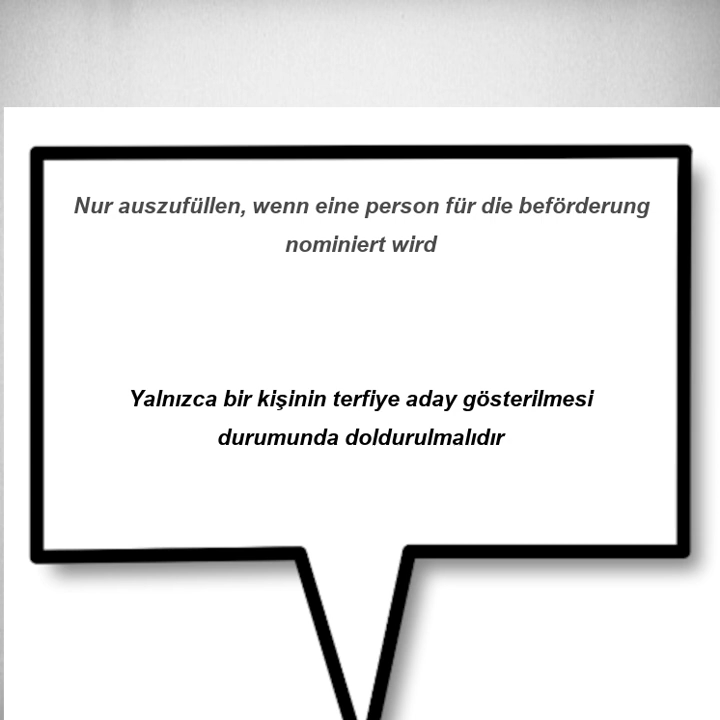 Nur auszufüllen, wenn eine person für die beförderung
nominiert wird
Yalnızca bir kişinin terfiye aday gösterilmesi
durumunda doldurulmalıdır